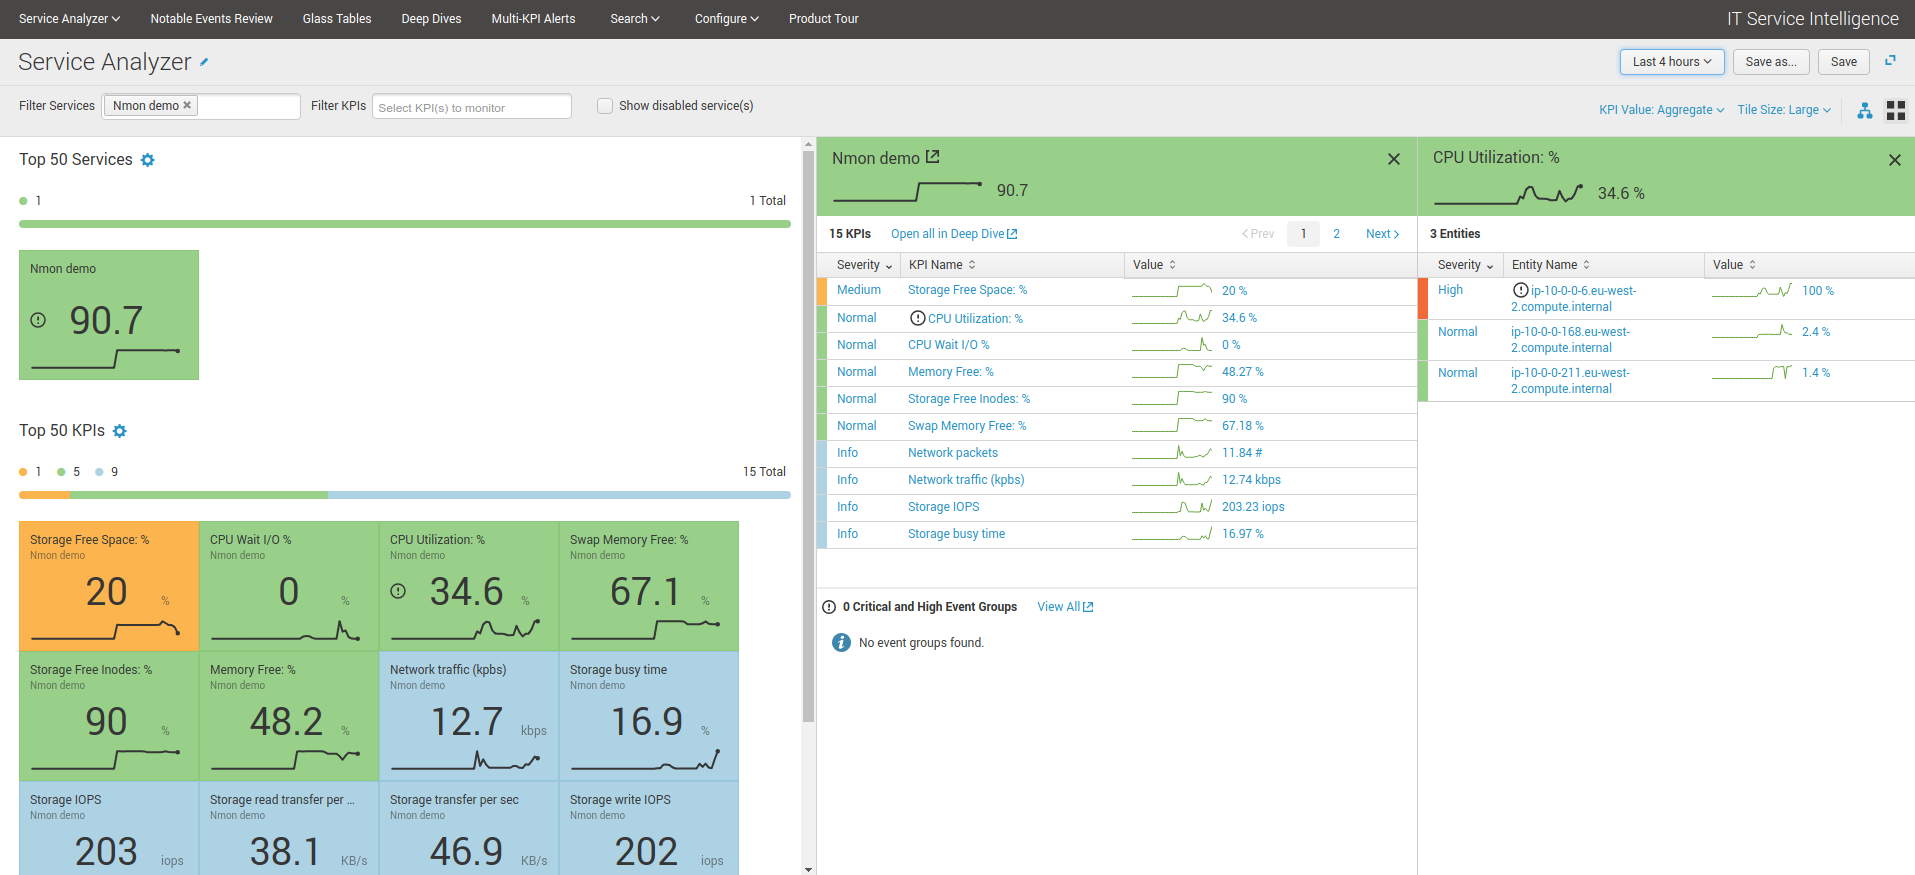 Service Analyzer Notable Events Review Glass Tables Deep Dives Multi-KPI Alerts Search Configure Product Tour IT Service Intelligence
Service Analyzer Last 4 hours Save as... Save
Filter Services Nmon demo Filter KPIs Select KPI(s) to monitor Show disabled service(s) KPI Value: Aggregate Tile Size: Large
Top 50 Services
1 1 Total
Nmon demo
90.7
Top 50 KPIs
1 5 9 15 Total
Storage Free Space: %
Nmon demo
20 %
CPU Wait I/O %
Nmon demo
0 %
CPU Utilization: %
Nmon demo
34.6 %
Swap Memory Free: %
Nmon demo
67.1 %
Storage Free Inodes: %
Nmon demo
90 %
Memory Free: %
Nmon demo
48.2 %
Network traffic (kpbs)
Nmon demo
12.7 kbps
Storage busy time
Nmon demo
16.9 %
Storage IOPS
Nmon demo
203 iops
Storage read transfer per ...
Nmon demo
38.1 KB/s
Storage transfer per sec
Nmon demo
46.9 KB/s
Storage write IOPS
Nmon demo
202 iops
Nmon demo
90.7
15 KPIs Open all in Deep Dive Prev 1 2 Next
Severity KPI Name Value
Medium Storage Free Space: % 20 %
Normal CPU Utilization: % 34.6 %
Normal CPU Wait I/O % 0 %
Normal Memory Free: % 48.27 %
Normal Storage Free Inodes: % 90 %
Normal Swap Memory Free: % 67.18 %
Info Network packets 11.84 #
Info Network traffic (kpbs) 12.74 kbps
Info Storage IOPS 203.23 iops
Info Storage busy time 16.97 %
0 Critical and High Event Groups View All
No event groups found.
CPU Utilization: %
34.6 %
3 Entities
Severity Entity Name Value
High ip-10-0-0-6.eu-west- 100 %
2.compute.internal
Normal ip-10-0-0-168.eu-west- 2.4 %
2.compute.internal
Normal ip-10-0-0-211.eu-west- 1.4 %
2.compute.internal